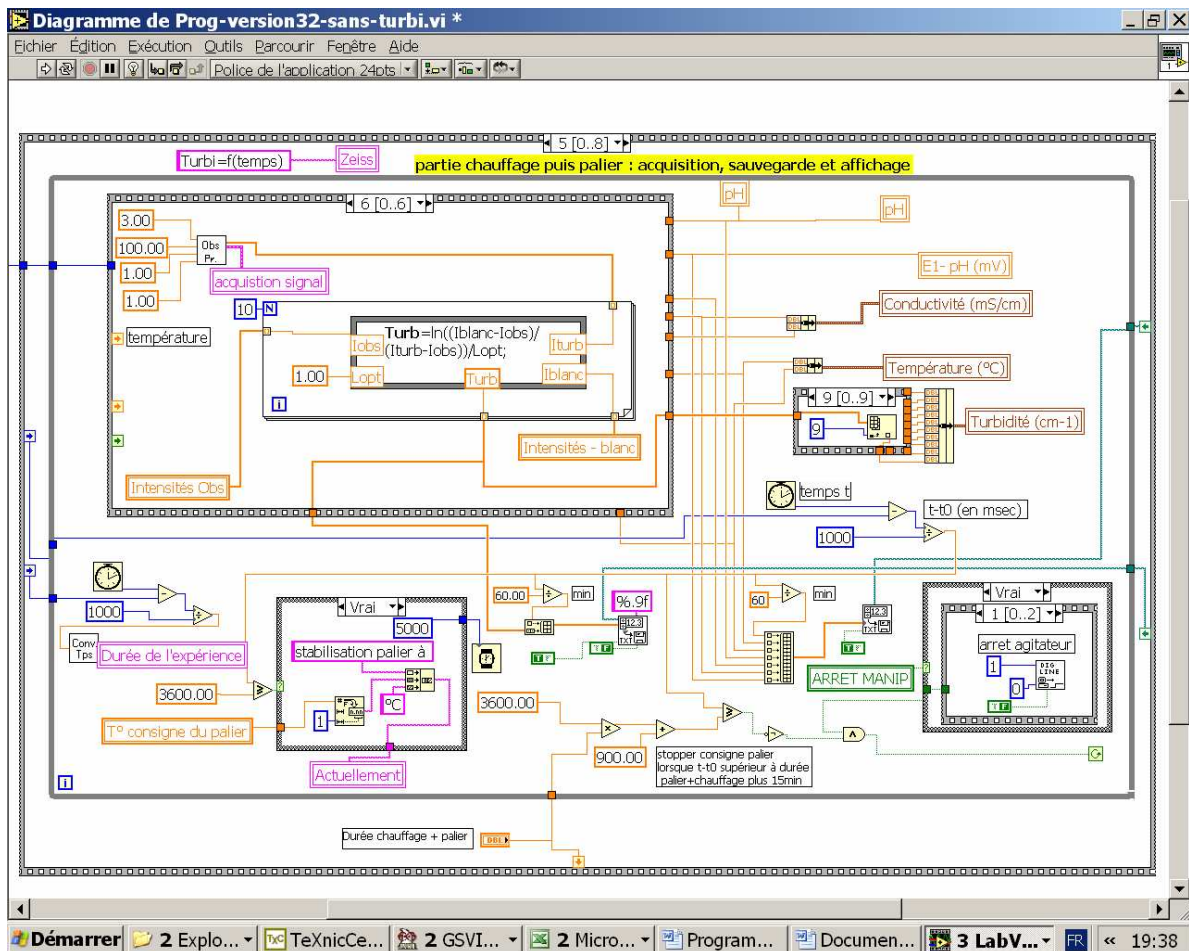 Diagramme de Prog-version32-sans-turbi.vi *
Fichier Édition Exécution Outils Parcourir Fenêtre Aide
Police de l'application 24pts
5 [0..8]
Turbi=f(temps)
Zeiss
partie chauffage puis palier : acquisition, sauvegarde et affichage
6 [0..6]
pH
pH
3.00
100.00
1.00
1.00
Obs
Pr.
acquistion signal
E1- pH (mV)
Conductivité (mS/cm)
10
N
température
Turb=ln((Iblanc-Iobs)/
(Iturb-Iobs))/Lopt;
Iobs
Iturb
1.00
Lopt
Turb
Iblanc
i
Température (ºC)
9 [0..9]
9
Turbidité (cm-1)
Intensités - blanc
Intensités Obs
temps t
t-t0 (en msec)
1000
1000
Conv.
Tps
Durée de l'expérience
Vrai
5000
stabilisation palier à
ºC
1
3600.00
Tº consigne du palier
Actuellement
60.00
min
%.9f
60
min
3600.00
900.00
ARRET MANIP
Vrai
1 [0..2]
arret agitateur
1
0
DIG
LINE
stopper consigne palier
lorsque t-t0 supérieur à durée
palier+chauffage plus 15min
i
Durée chauffage + palier
DBL
Démarrer
2 Explo...
TeXnicCe...
2 GSVI...
2 Micro...
Program...
Documen...
3 LabV...
FR
19:38